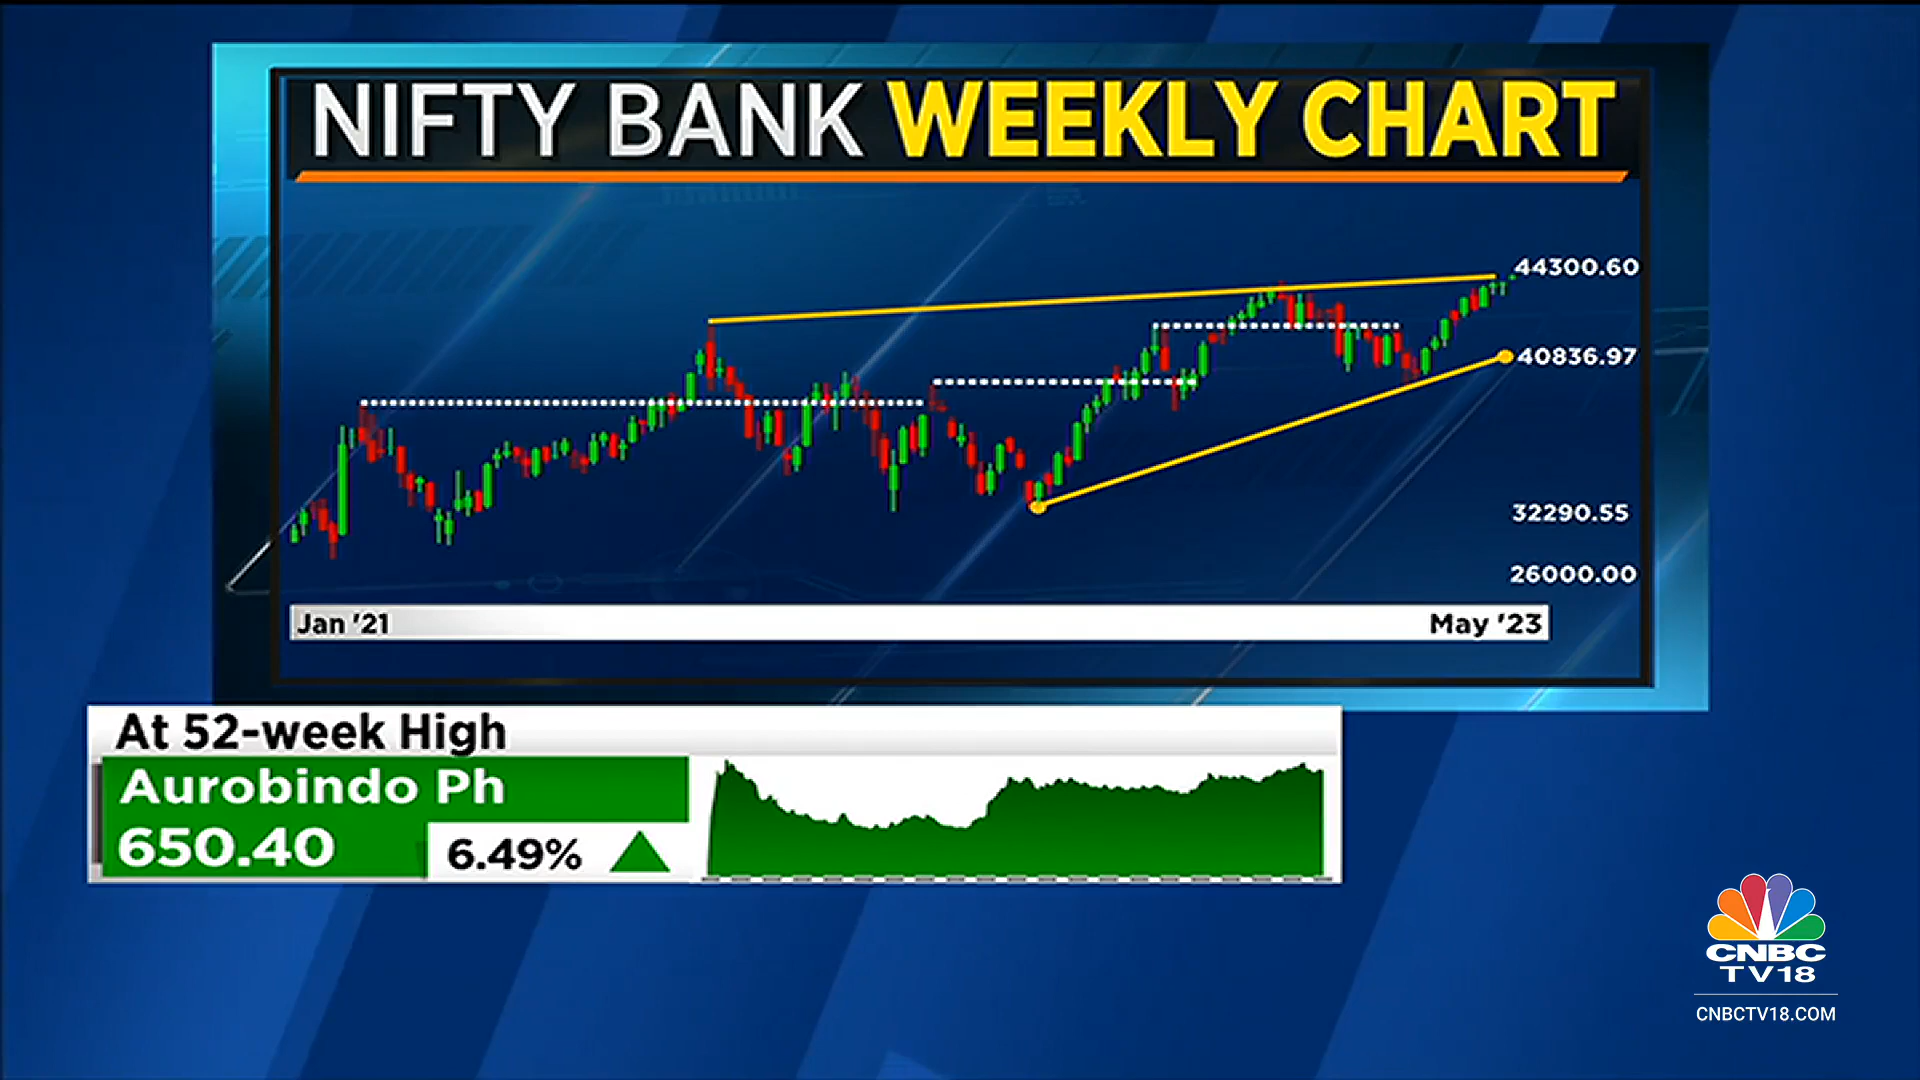 NIFTY BANK WEEKLY CHART
44300.60
40836.97
32290.55
26000.00
Jan '21
May '23
At 52-week High
Aurobindo Ph
650.40
6.49%
CNBC
TV18
CNBCTV18.COM